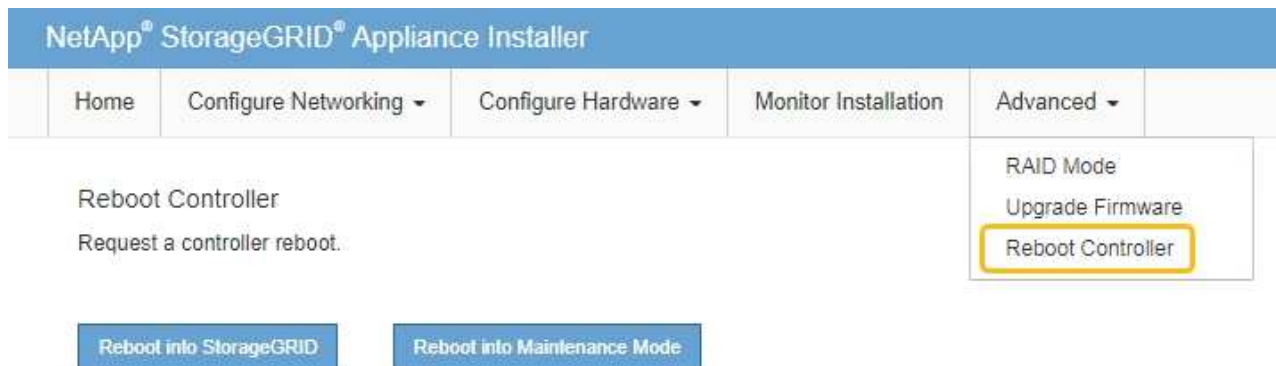 NetApp® StorageGRID® Appliance Installer
Home Configure Networking Configure Hardware Monitor Installation Advanced
RAID Mode
Upgrade Firmware
Reboot Controller
Reboot Controller
Request a controller reboot.
Reboot into StorageGRID Reboot into Maintenance Mode